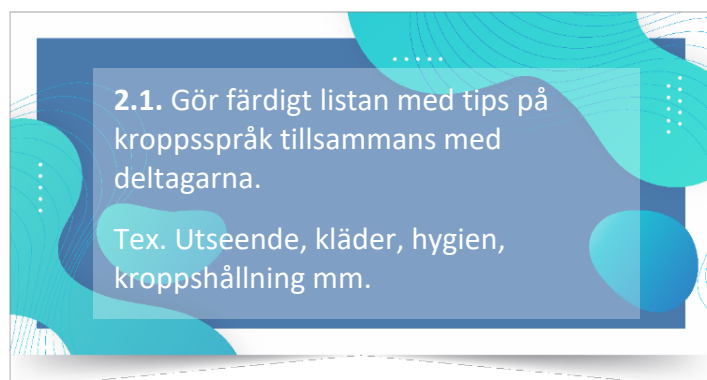 2.1. Gör färdigt listan med tips på
kroppsspråk tillsammans med
deltagarna.
Tex. Utseende, kläder, hygien,
kroppshållning mm.